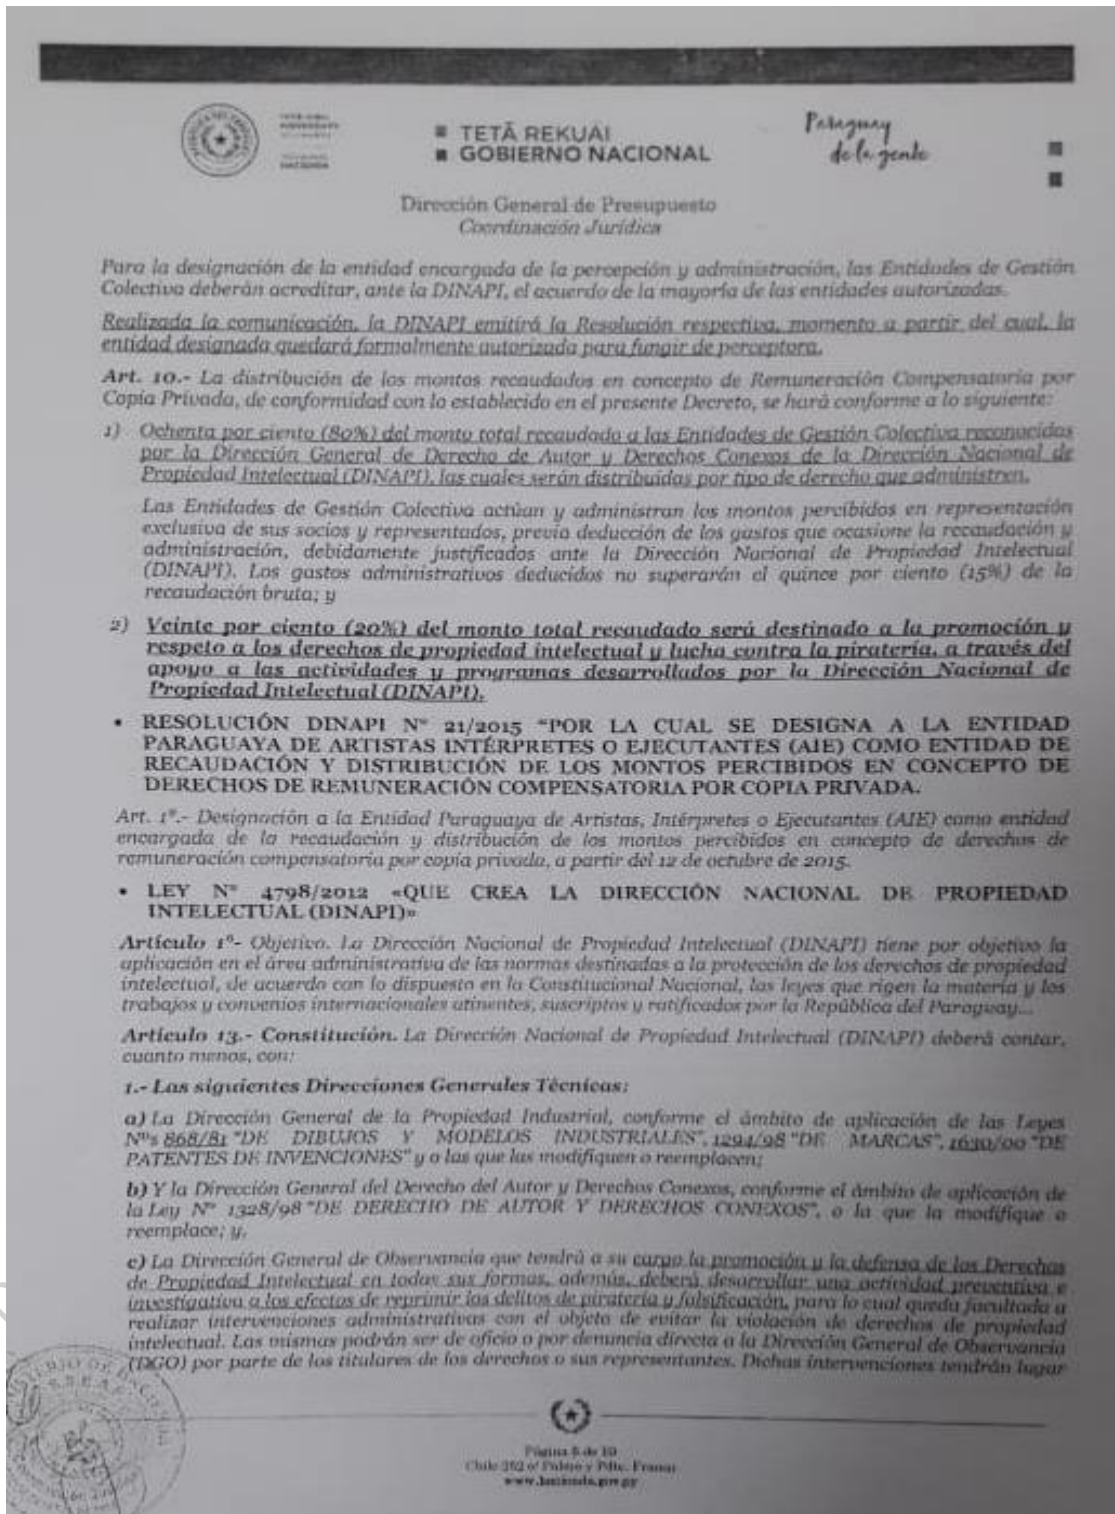 TETÃ REKUAI
GOBIERNO NACIONAL
Paraguay
de la gente
HACIENDA
Dirección General de Presupuesto
Coordinación Jurídica
Para la designación de la entidad encargada de la percepción y administración, las Entidades de Gestión
Colectiva deberán acreditar, ante la DINAPI, el acuerdo de la mayoría de las entidades autorizadas.
Realizada la comunicación, la DINAPI emitirá la Resolución respectiva, momento a partir del cual, la
entidad designada quedará formalmente autorizada para fungir de perceptora.
Art. 10.- La distribución de los montos recaudados en concepto de Remuneración Compensatoria por
Copia Privada, de conformidad con lo establecido en el presente Decreto, se hará conforme a lo siguiente:
1) Ochenta por ciento (80%) del monto total recaudado a las Entidades de Gestión Colectiva reconocidas
por la Dirección General de Derecho de Autor y Derechos Conexos de la Dirección Nacional de
Propiedad Intelectual (DINAPI), las cuales serán distribuidas por tipo de derecho que administren.
Las Entidades de Gestión Colectiva actúan y administran los montos percibidos en representación
exclusiva de sus socios y representados, previa deducción de los gastos que ocasione la recaudación y
administración, debidamente justificados ante la Dirección Nacional de Propiedad Intelectual
(DINAPI). Los gastos administrativos deducidos no superarán el quince por ciento (15%) de la
recaudación bruta; y
2) Veinte por ciento (20%) del monto total recaudado será destinado a la promoción y
respeto a los derechos de propiedad intelectual y lucha contra la piratería, a través del
apoyo a las actividades y programas desarrollados por la Dirección Nacional de
Propiedad Intelectual (DINAPI).
• RESOLUCIÓN DINAPI N° 21/2015 "POR LA CUAL SE DESIGNA A LA ENTIDAD
PARAGUAYA DE ARTISTAS INTÉRPRETES O EJECUTANTES (AIE) COMO ENTIDAD DE
RECAUDACIÓN Y DISTRIBUCIÓN DE LOS MONTOS PERCIBIDOS EN CONCEPTO DE
DERECHOS DE REMUNERACIÓN COMPENSATORIA POR COPIA PRIVADA.
Art. 1°.- Designación a la Entidad Paraguaya de Artistas, Intérpretes o Ejecutantes (AIE) como entidad
encargada de la recaudación y distribución de los montos percibidos en concepto de derechos de
remuneración compensatoria por copia privada, a partir del 12 de octubre de 2015.
• LEY N° 4798/2012 «QUE CREA LA DIRECCIÓN NACIONAL DE PROPIEDAD
INTELECTUAL (DINAPI)»
Artículo 1°- Objetivo. La Dirección Nacional de Propiedad Intelectual (DINAPI) tiene por objetivo la
aplicación en el área administrativa de las normas destinadas a la protección de los derechos de propiedad
intelectual, de acuerdo con lo dispuesto en la Constitucional Nacional, las leyes que rigen la materia y los
trabajos y convenios internacionales atinentes, suscriptos y ratificados por la República del Paraguay...
Artículo 13.- Constitución. La Dirección Nacional de Propiedad Intelectual (DINAPI) deberá contar,
cuanto menos, con:
1.- Las siguientes Direcciones Generales Técnicas:
a) La Dirección General de la Propiedad Industrial, conforme el ámbito de aplicación de las Leyes
N°s 868/81 "DE DIBUJOS Y MODELOS INDUSTRIALES", 1294/98 "DE MARCAS", 1630/00 "DE
PATENTES DE INVENCIONES" y o las que las modifiquen o reemplacen;
b) Y la Dirección General del Derecho del Autor y Derechos Conexos, conforme el ámbito de aplicación de
la Ley N° 1328/98 "DE DERECHO DE AUTOR Y DERECHOS CONEXOS", o la que la modifique o
reemplace; y,
c) La Dirección General de Observancia que tendrá a su cargo la promoción y la defensa de los Derechos
de Propiedad Intelectual en todas sus formas, además, deberá desarrollar una actividad preventiva e
investigativa a los efectos de reprimir los delitos de piratería y falsificación, para lo cual queda facultada a
realizar intervenciones administrativas con el objeto de evitar la violación de derechos de propiedad
intelectual. Las mismas podrán ser de oficio o por denuncia directa a la Dirección General de Observancia
(DGO) por parte de los titulares de los derechos o sus representantes. Dichas intervenciones tendrán lugar
Página 5 de 10
Chile 252 e/ Palma y Pdte. Franco
www.hacienda.gov.py